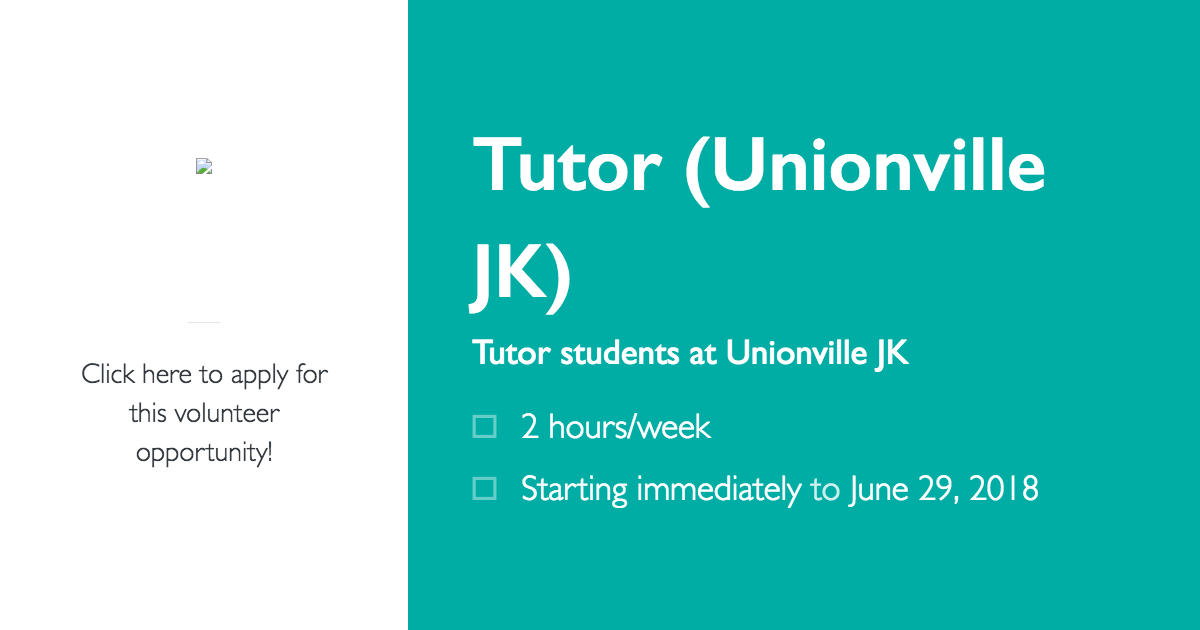 Click here to apply for
this volunteer
opportunity!
Tutor (Unionville
JK)
Tutor students at Unionville JK
2 hours/week
Starting immediately to June 29, 2018